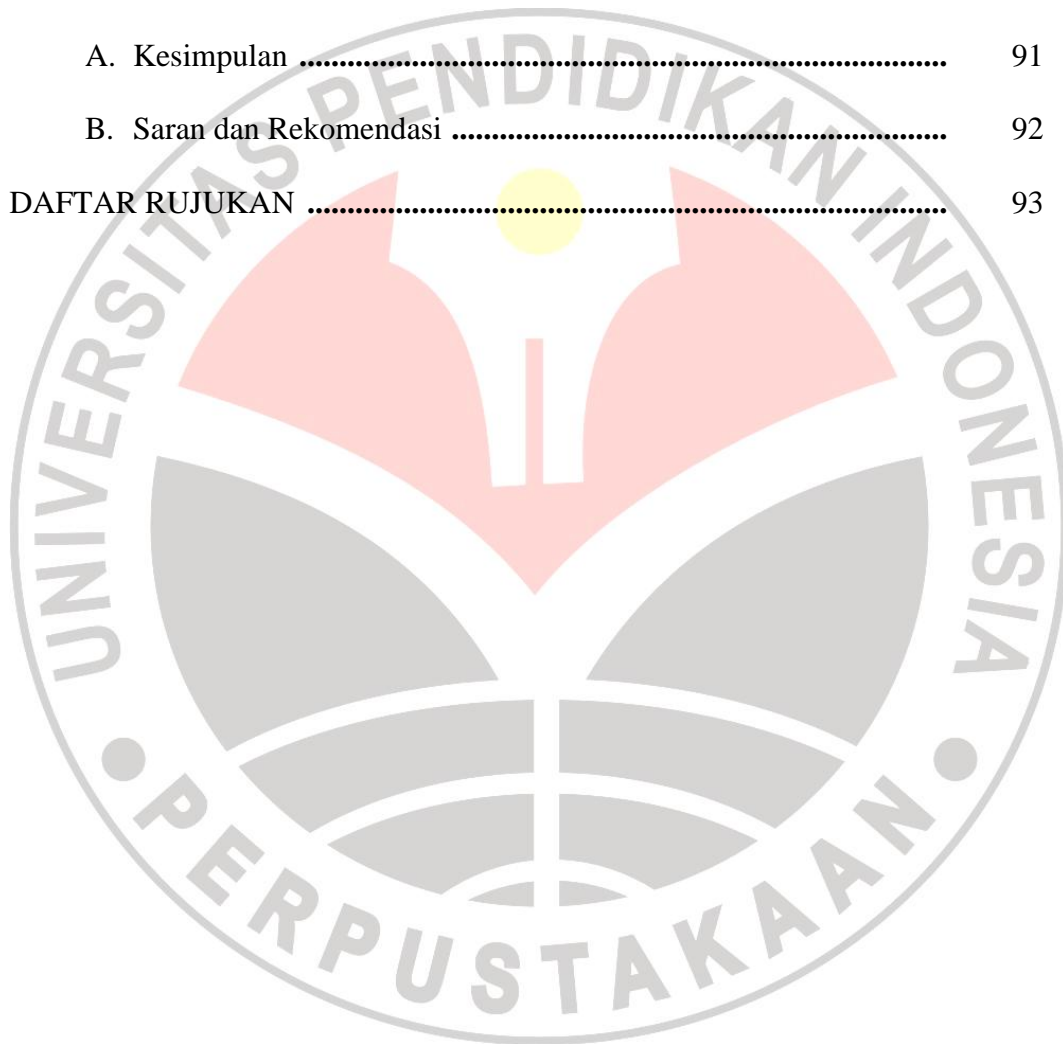 A. Kesimpulan ................................................................................. 91
B. Saran dan Rekomendasi .............................................................. 92
DAFTAR RUJUKAN ................................................................................ 93
UNIVERSITAS PENDIDIKAN INDONESIA
PERPUSTAKAAN